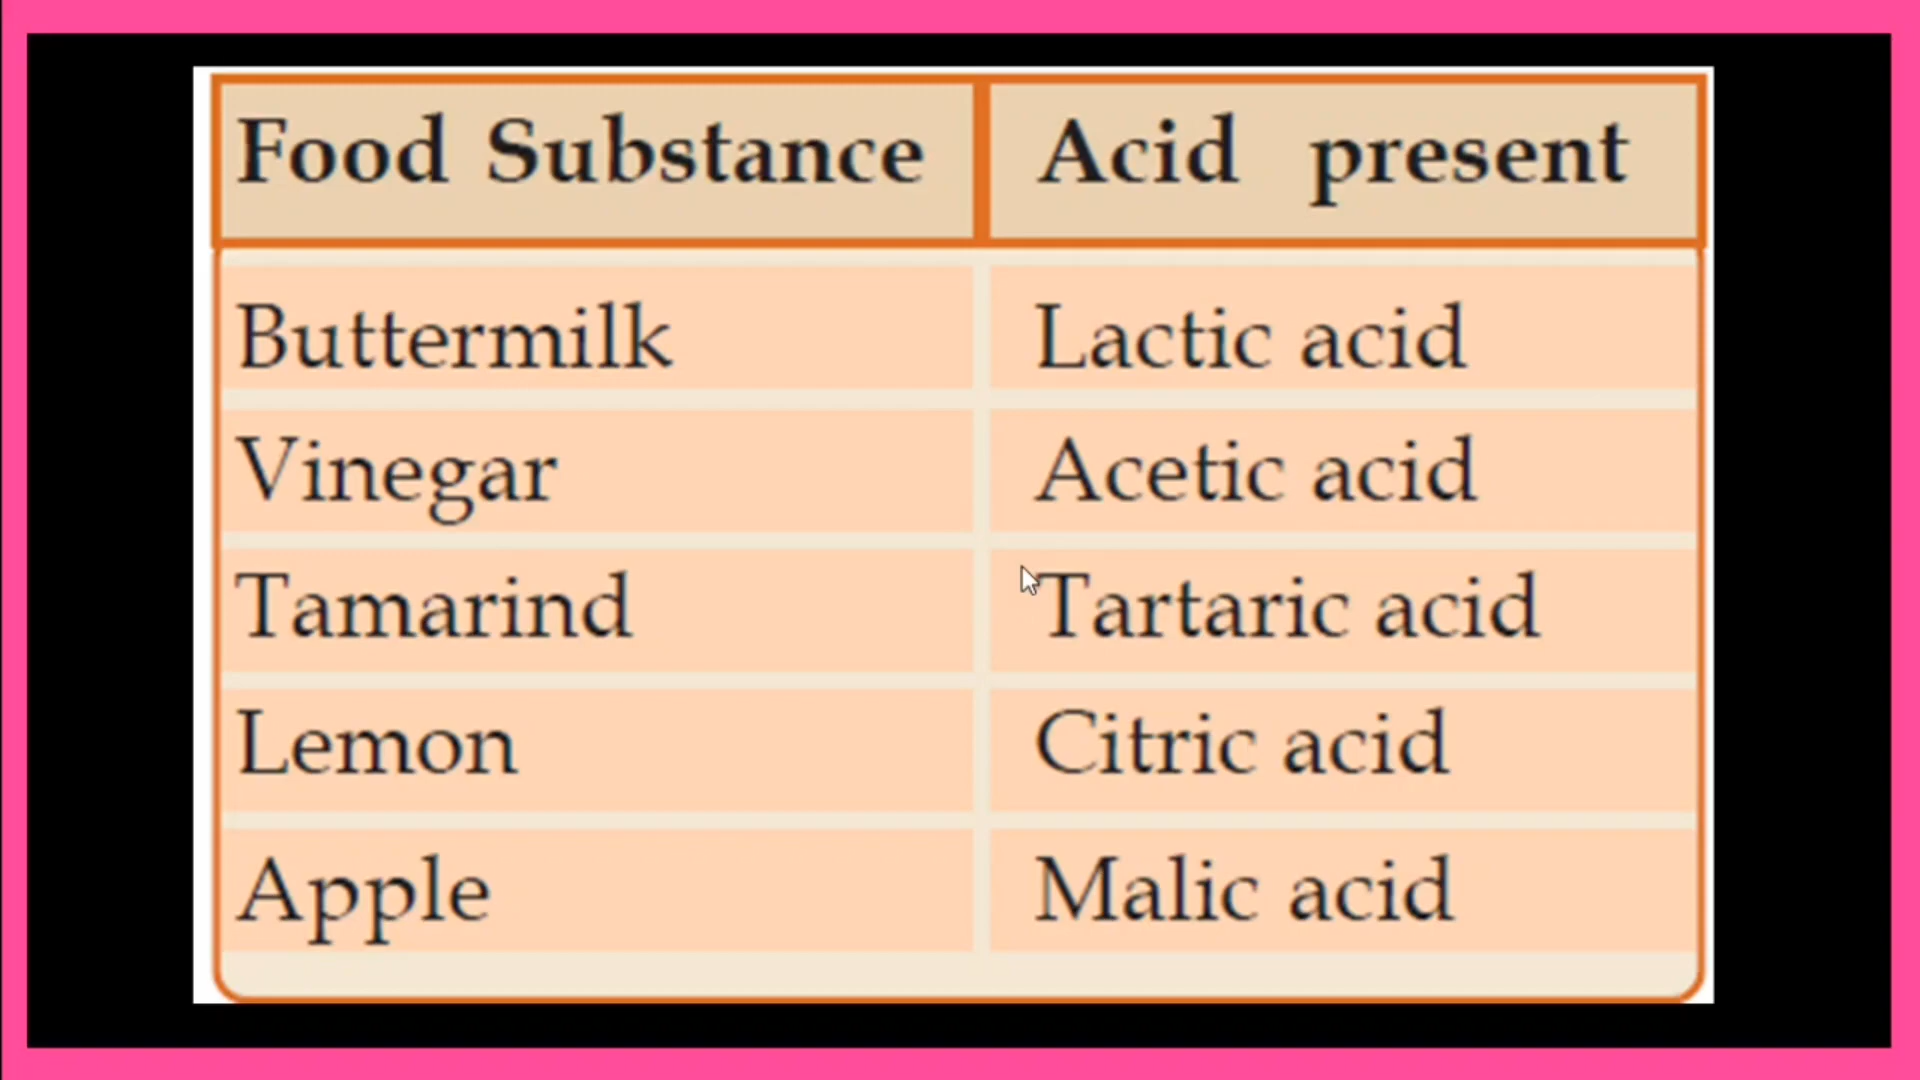 Food Substance Acid present
Buttermilk Lactic acid
Vinegar Acetic acid
Tamarind Tartaric acid
Lemon Citric acid
Apple Malic acid